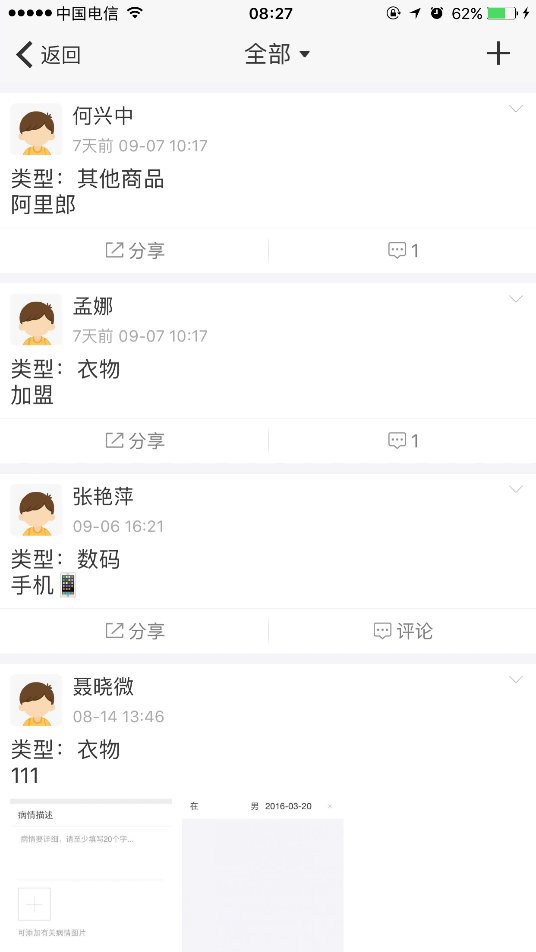 中国电信 08:27 62%
返回 全部
何兴中
7天前 09-07 10:17
类型：其他商品
阿里郎
分享 1
孟娜
7天前 09-07 10:17
类型：衣物
加盟
分享 1
张艳萍
09-06 16:21
类型：数码
手机📱
分享 评论
聂晓微
08-14 13:46
类型：衣物
111
病情描述
病情要详细，请至少填写20个字...
可添加有关病情图片
在 男 2016-03-20 ×